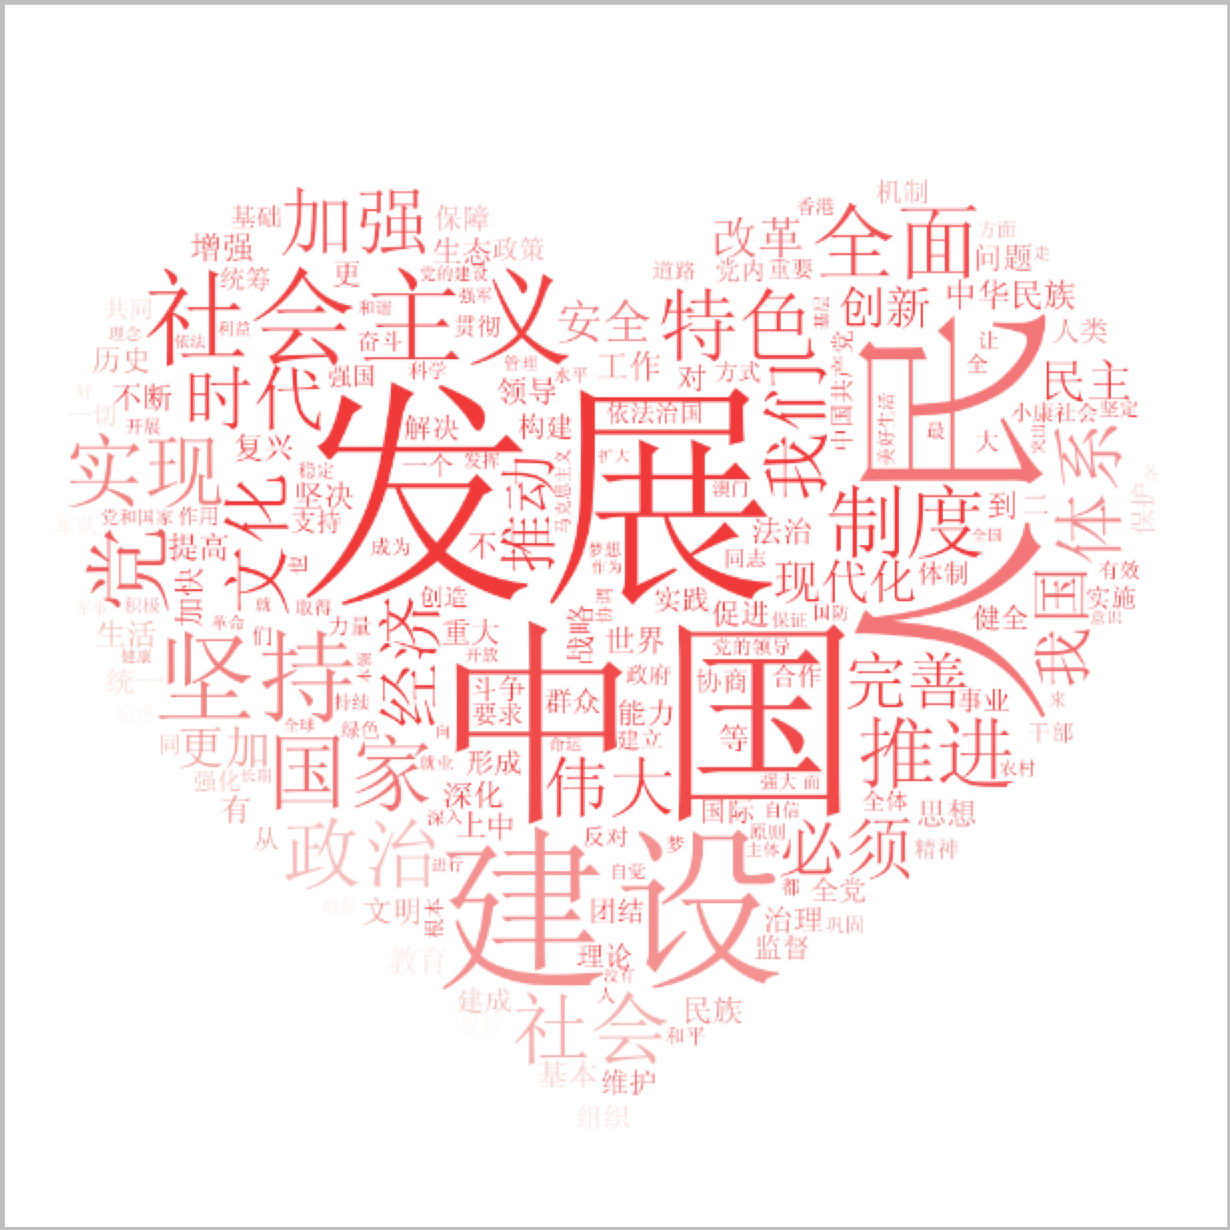 机制
香港
加强
基础
保障
全面
改革
方面
增强
生态
政策
问题
走
党内
重要
道路
更
党的建设
统筹
社会主义
中华民族
强军
特色
创新
共同
和谐
安全
贯彻
利益
理念
依法
奋斗
人类
让
中国共产党
历史
管理
工作
全
人民
科学
水平
对
方式
强国
民主
时代
领导
我们
不断
好
发展
美好生活
一切
依法治国
小康社会
坚定
开展
解决
构建
最
大
复兴
实现
体系
扩大
一个
发挥
推动
稳定
马克思主义
澳门
文化
坚决
制度
到
二
保护
党和国家
作用
军队
支持
法治
全国
党
提高
成为
不
梦想
同志
也
作为
现代化
体制
有效
加快
我国
创造
实践
实施
军事
积极
就
取得
经济
协调
促进
保证
国防
健全
意识
革命
生活
们
力量
重大
战略
世界
坚持
党的领导
中国
健康
开放
完善
统一
政府
协商
合作
斗争
持续
群众
事业
来
要求
能力
始终
全球
绿色
向
等
推进
干部
同
更加
建立
命运
国家
就业
形成
农村
强化
长期
伟大
强大
面
深化
有
国际
自信
全体
思想
深入
上中
从
政治
反对
原则
梦
主体
必须
精神
建设
进行
自觉
都
全党
确保
文明
根本
团结
治理
巩固
监督
教育
理论
没有
人
建成
社会
民族
和平
基本
维护
组织